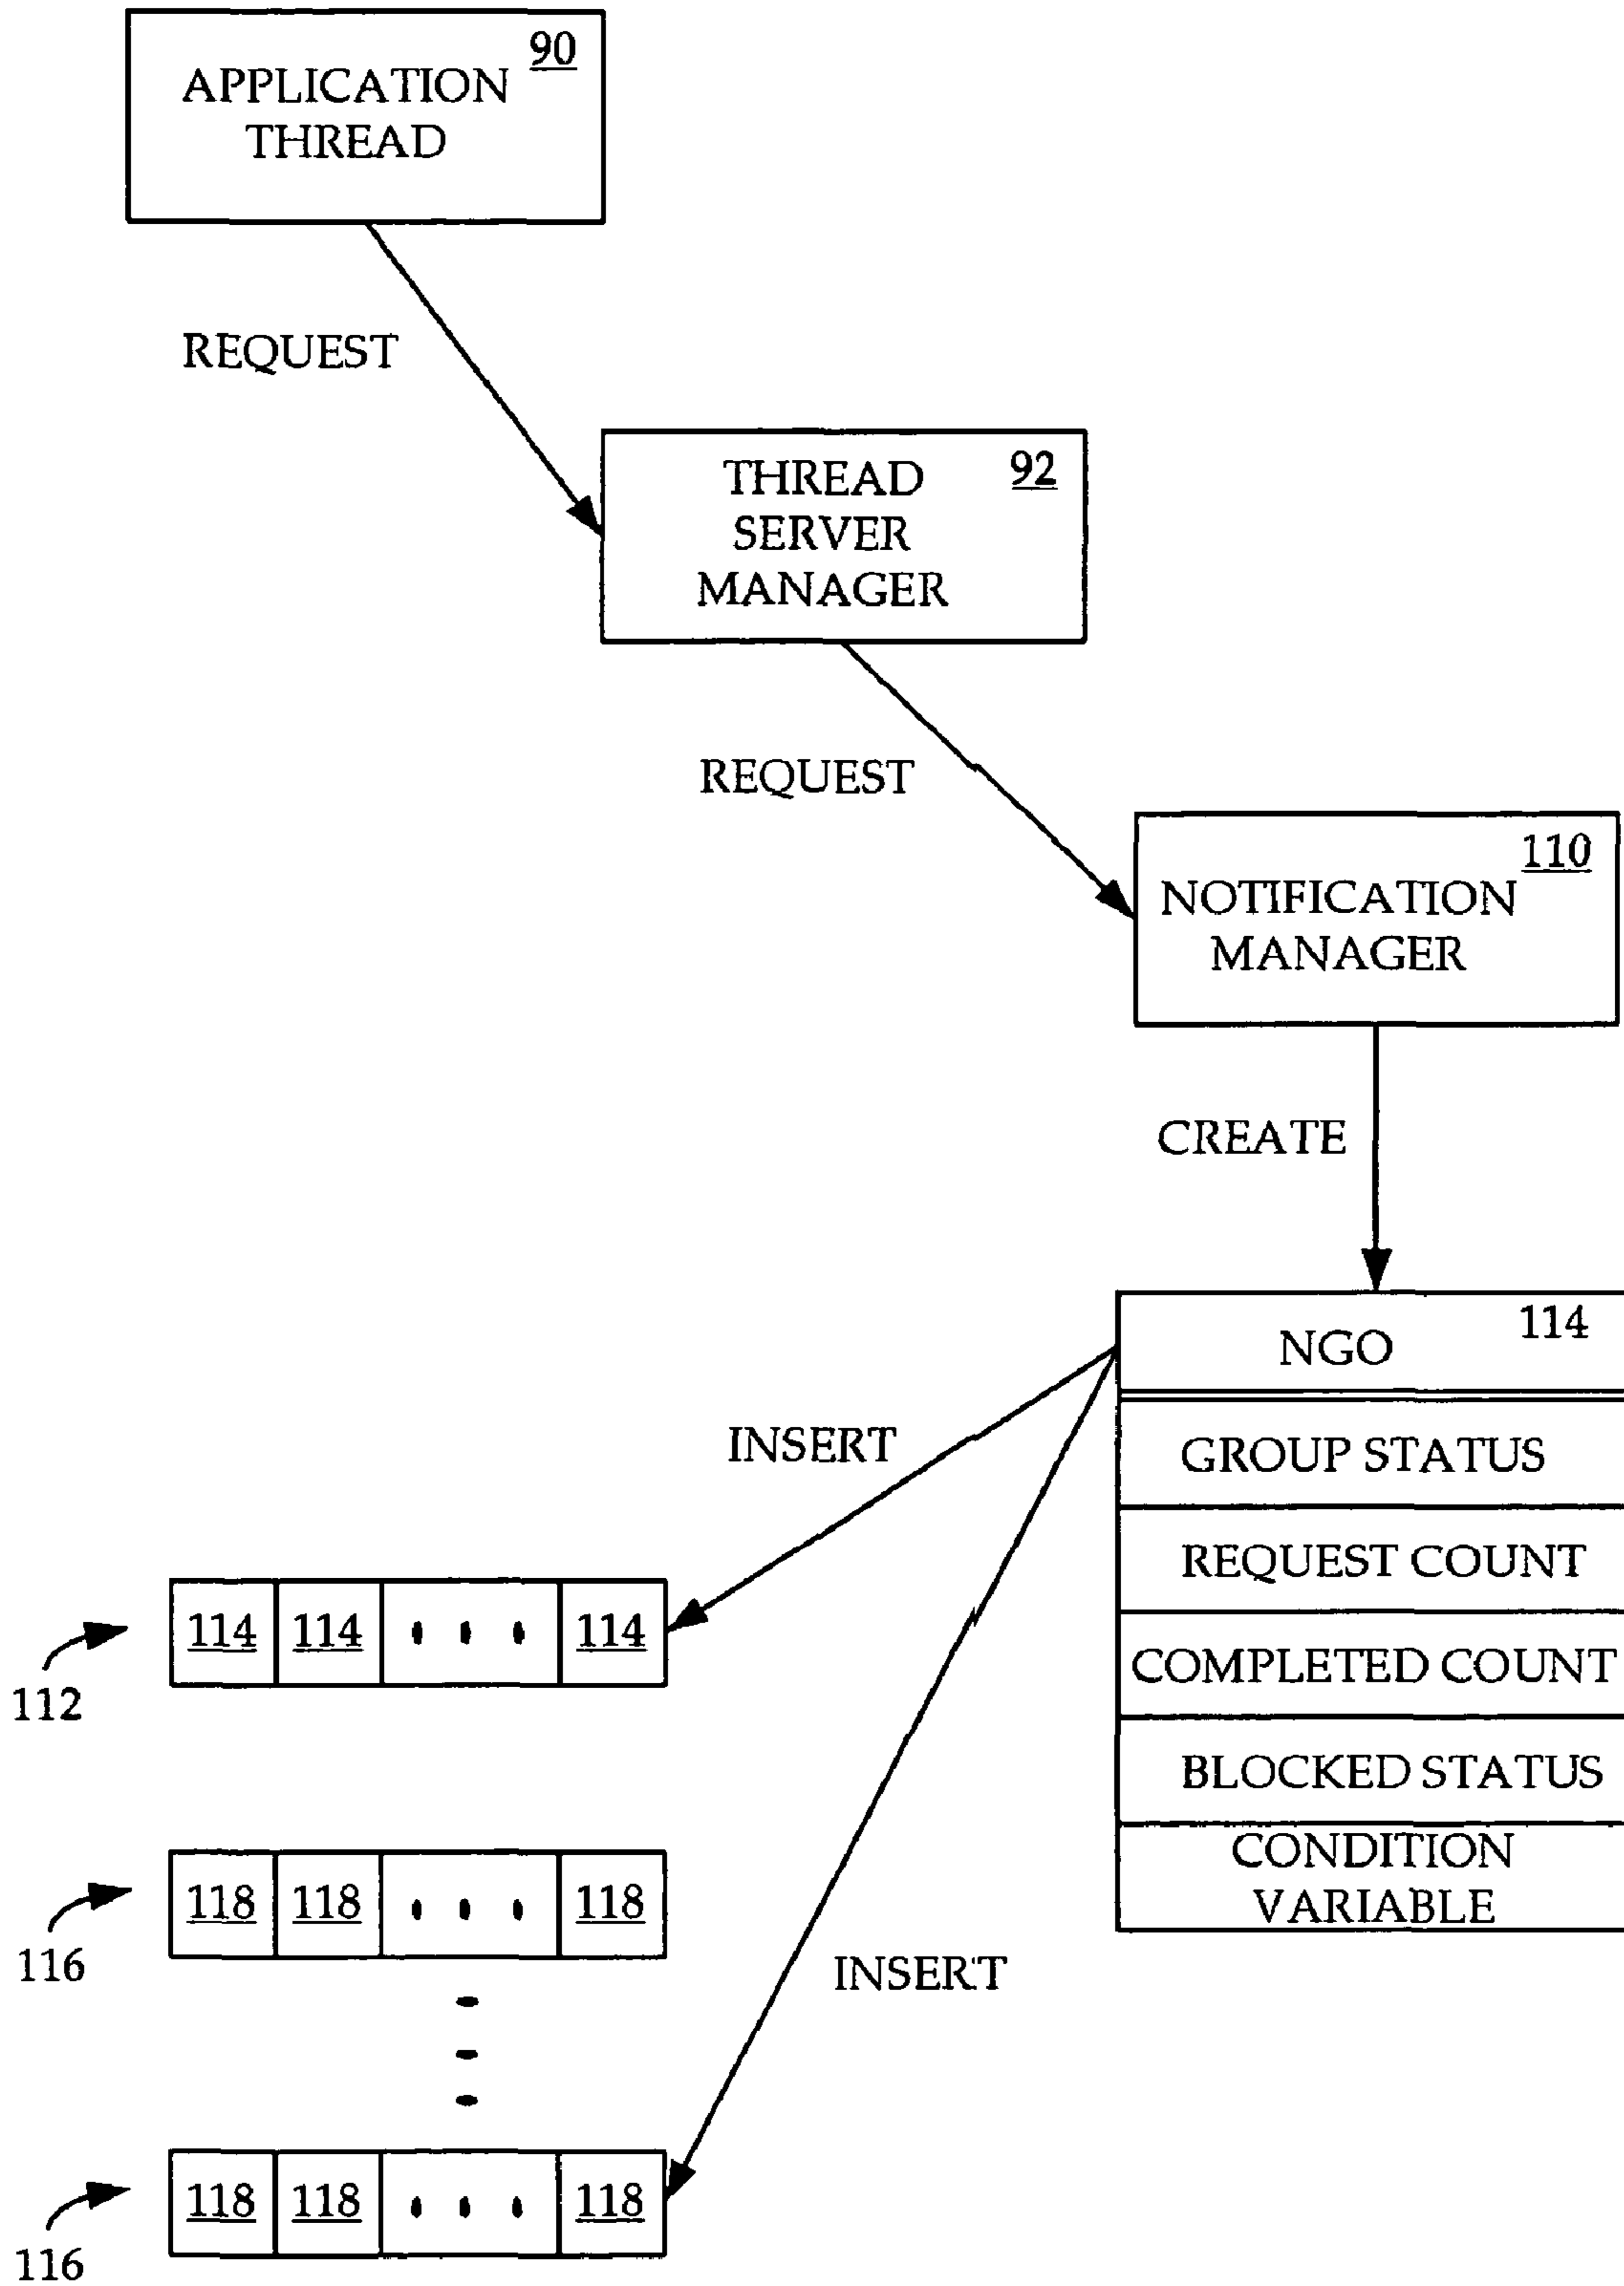 90
APPLICATION
THREAD
REQUEST
92
THREAD
SERVER
MANAGER
REQUEST
110
NOTIFICATION
MANAGER
CREATE
114
NGO
GROUP STATUS
REQUEST COUNT
COMPLETED COUNT
BLOCKED STATUS
CONDITION
VARIABLE
INSERT
114 114 • • • 114
112
118 118 • • • 118
116
INSERT
118 118 • • • 118
116